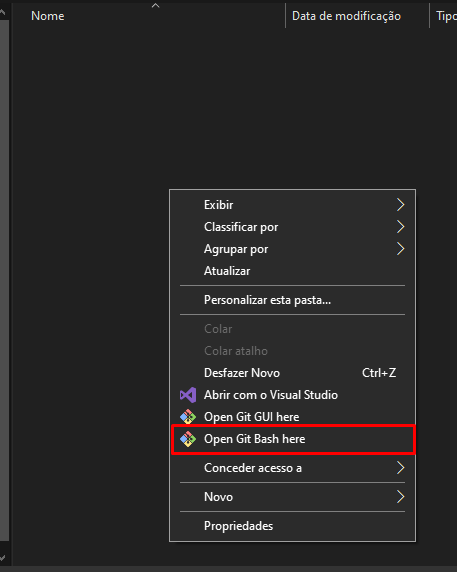 Nome Data de modificação Tipo
Exibir
Classificar por
Agrupar por
Atualizar
Personalizar esta pasta...
Colar
Colar atalho
Desfazer Novo Ctrl+Z
Abrir com o Visual Studio
Open Git GUI here
Open Git Bash here
Conceder acesso a
Novo
Propriedades